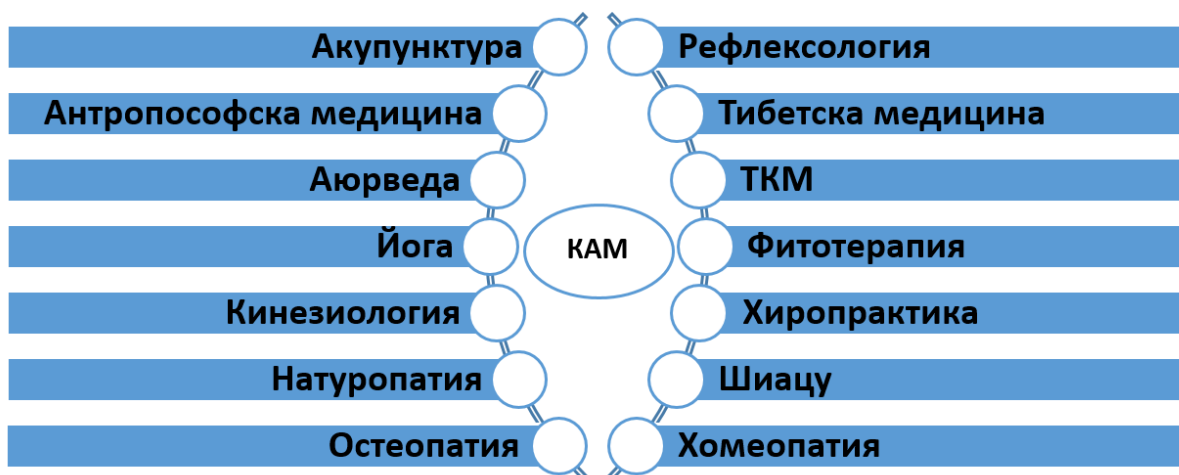 Акупунктура
Антропософска медицина
Аюрведа
Йога
Кинезиология
Натуропатия
Остеопатия
КАМ
Рефлексология
Тибетска медицина
ТКМ
Фитотерапия
Хиропрактика
Шиацу
Хомеопатия